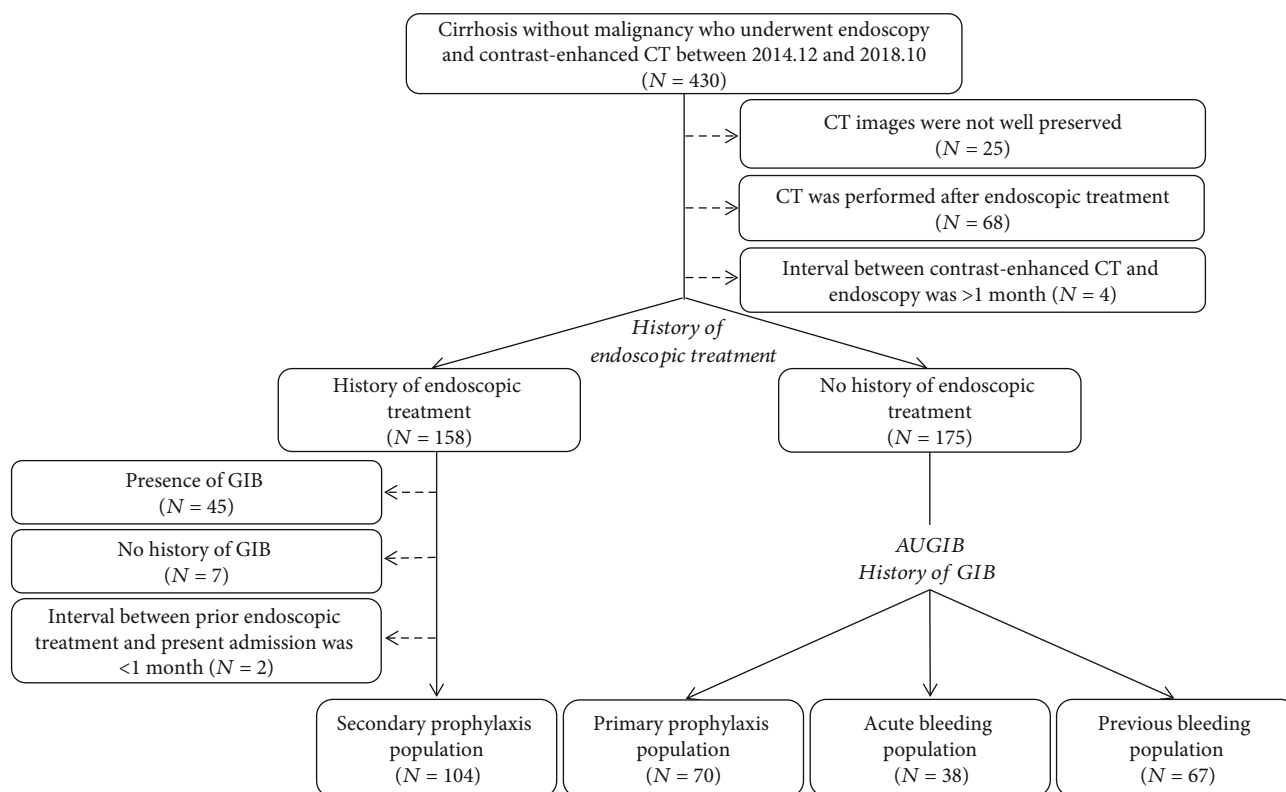 Cirrhosis without malignancy who underwent endoscopy
and contrast-enhanced CT between 2014.12 and 2018.10
(N = 430)
CT images were not well preserved
(N = 25)
CT was performed after endoscopic treatment
(N = 68)
Interval between contrast-enhanced CT and
endoscopy was >1 month (N = 4)
History of
endoscopic treatment
History of endoscopic
treatment
(N = 158)
No history of endoscopic
treatment
(N = 175)
Presence of GIB
(N = 45)
No history of GIB
(N = 7)
Interval between prior endoscopic
treatment and present admission was
<1 month (N = 2)
AUGIB
History of GIB
Secondary prophylaxis
population
(N = 104)
Primary prophylaxis
population
(N = 70)
Acute bleeding
population
(N = 38)
Previous bleeding
population
(N = 67)